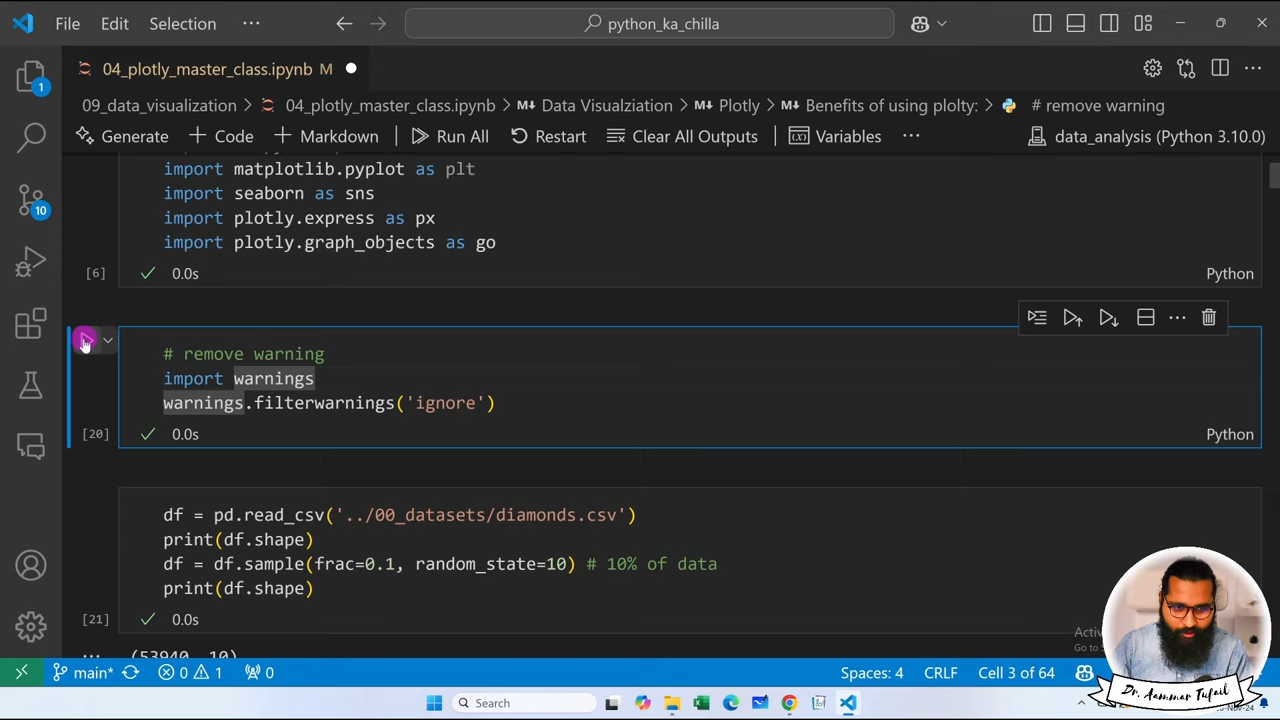 File Edit Selection ··· python_ka_chilla
04_plotly_master_class.ipynb M
09_data_visualization > 04_plotly_master_class.ipynb > Data Visualziation > Plotly > Benefits of using plolty: > # remove warning
Generate + Code + Markdown Run All Restart Clear All Outputs Variables ··· data_analysis (Python 3.10.0)
import matplotlib.pyplot as plt
import seaborn as sns
import plotly.express as px
import plotly.graph_objects as go
[6] 0.0s Python
# remove warning
import warnings
warnings.filterwarnings('ignore')
[20] 0.0s Python
df = pd.read_csv('../00_datasets/diamonds.csv')
print(df.shape)
df = df.sample(frac=0.1, random_state=10) # 10% of data
print(df.shape)
[21] 0.0s
··· (53940, 10)
1
10
main* 0 1 0 Spaces: 4 CRLF Cell 3 of 64
Search
Dr. Aammar Tufail